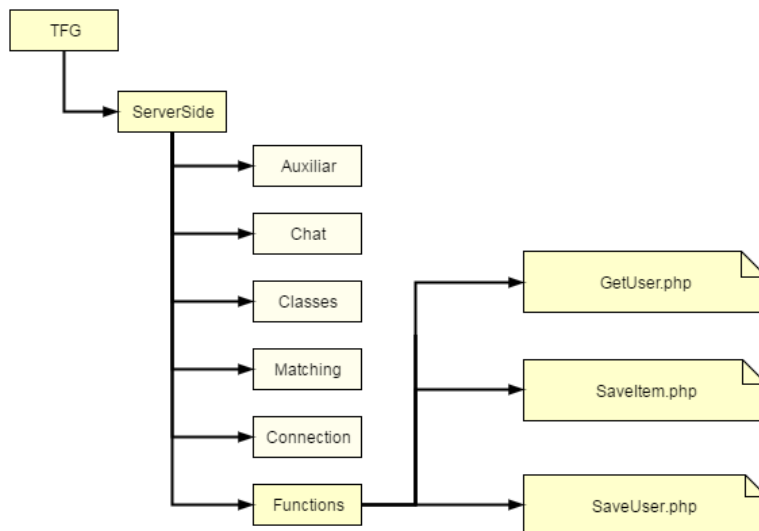 TFG
ServerSide
Auxiliar
Chat
Classes
GetUser.php
Matching
SaveItem.php
Connection
Functions
SaveUser.php